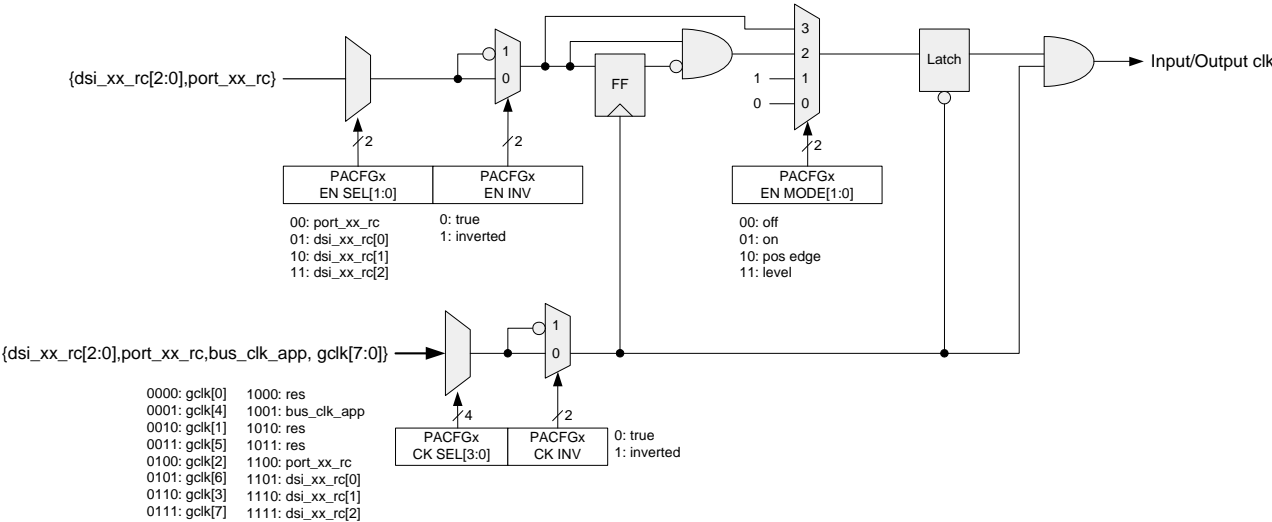 3
2
1
0
1
0
{dsi_xx_rc[2:0],port_xx_rc}
1
0
FF
Latch
Input/Output clk
2
2
2
PACFGx
EN SEL[1:0]
PACFGx
EN INV
PACFGx
EN MODE[1:0]
00: port_xx_rc
01: dsi_xx_rc[0]
10: dsi_xx_rc[1]
11: dsi_xx_rc[2]
0: true
1: inverted
00: off
01: on
10: pos edge
11: level
{dsi_xx_rc[2:0],port_xx_rc,bus_clk_app, gclk[7:0]}
1
0
4
2
PACFGx
CK SEL[3:0]
PACFGx
CK INV
0: true
1: inverted
0000: gclk[0] 1000: res
0001: gclk[4] 1001: bus_clk_app
0010: gclk[1] 1010: res
0011: gclk[5] 1011: res
0100: gclk[2] 1100: port_xx_rc
0101: gclk[6] 1101: dsi_xx_rc[0]
0110: gclk[3] 1110: dsi_xx_rc[1]
0111: gclk[7] 1111: dsi_xx_rc[2]